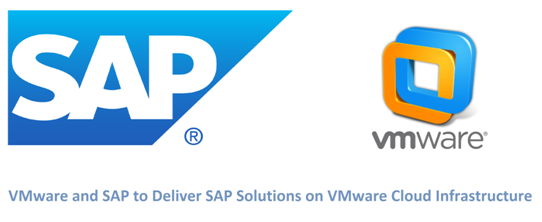 SAP®
vmware®
VMware and SAP to Deliver SAP Solutions on VMware Cloud Infrastructure